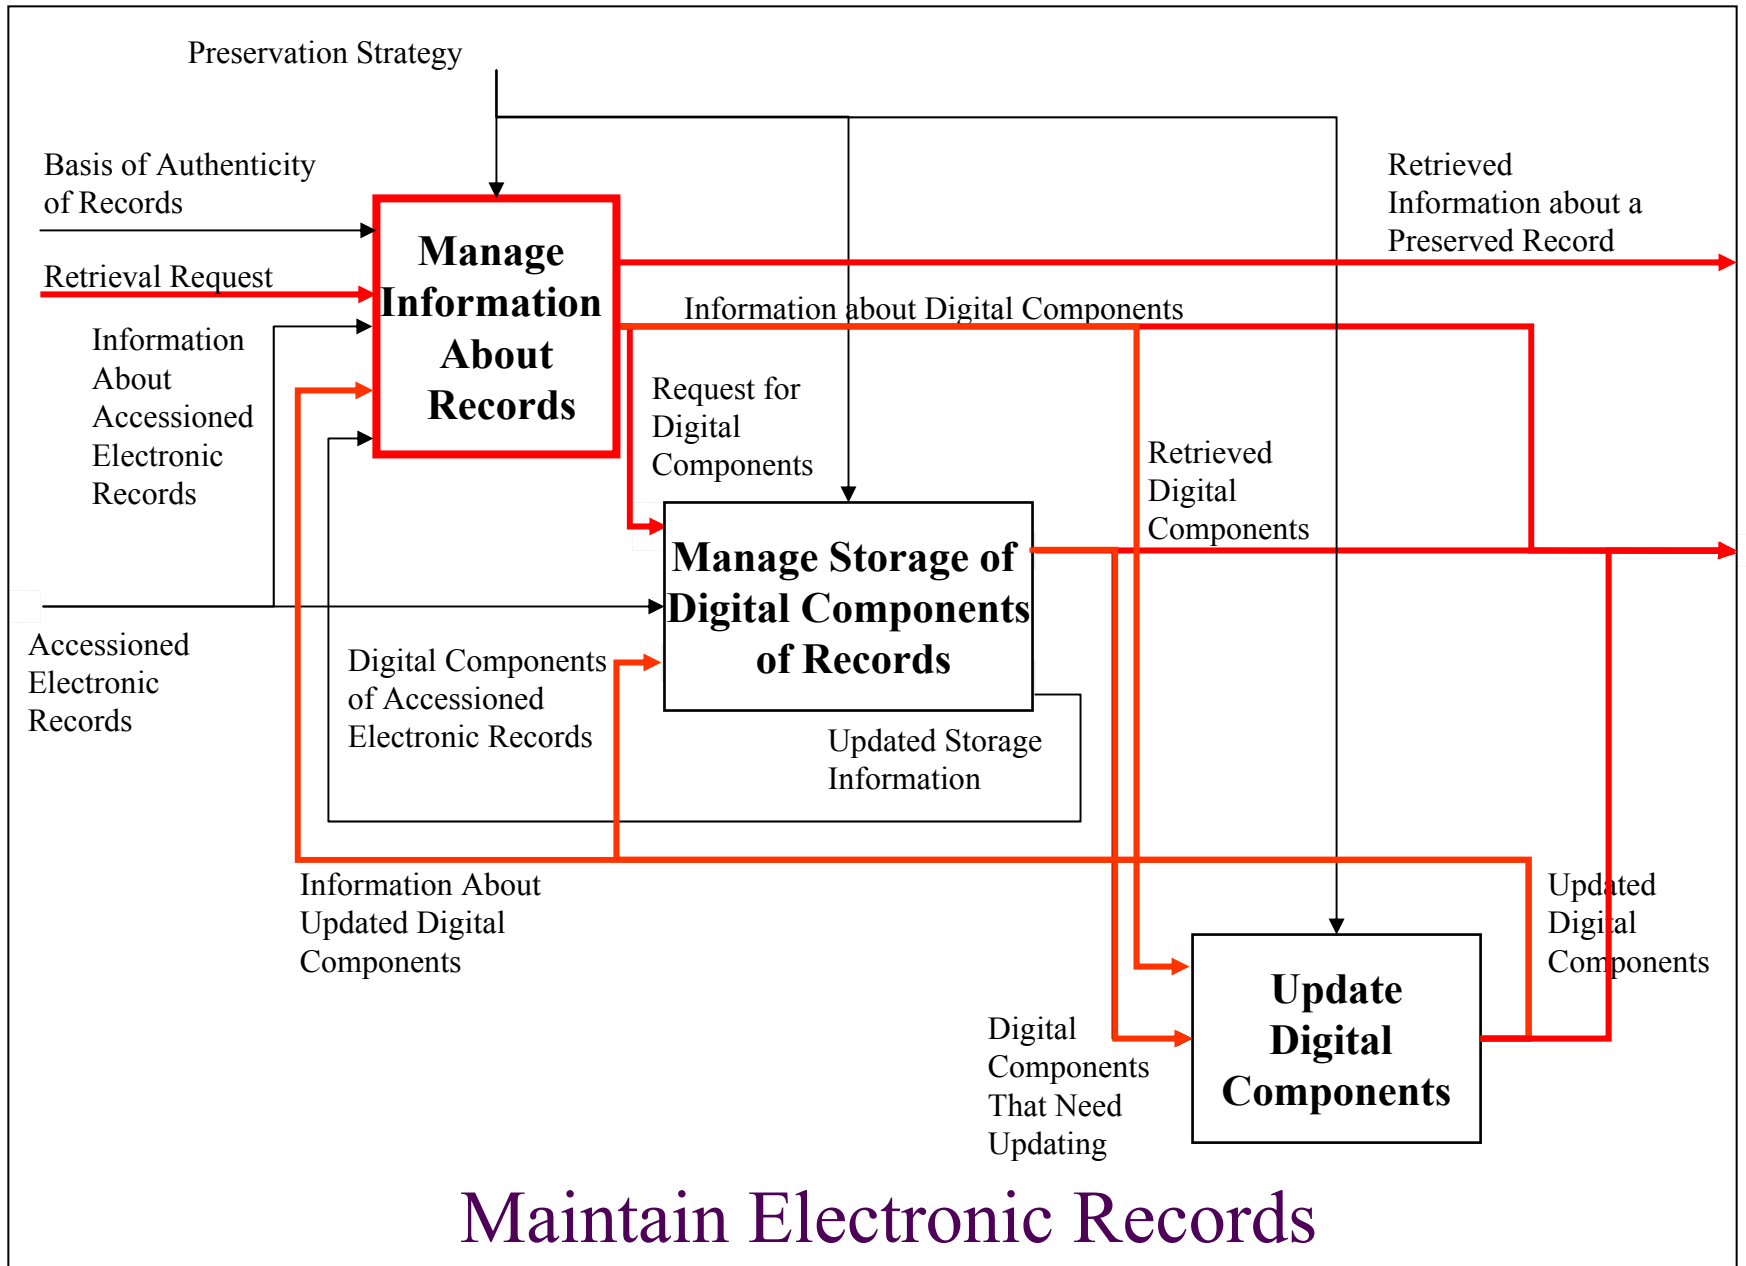 Preservation Strategy
Basis of Authenticity
of Records
Retrieved
Information about a
Preserved Record
Manage
Information
About
Records
Retrieval Request
Information about Digital Components
Information
About
Accessioned
Electronic
Records
Request for
Digital
Components
Retrieved
Digital
Components
Manage Storage of
Digital Components
of Records
Accessioned
Electronic
Records
Digital Components
of Accessioned
Electronic Records
Updated Storage
Information
Information About
Updated Digital
Components
Updated
Digital
Components
Update
Digital
Components
Digital
Components
That Need
Updating
Maintain Electronic Records